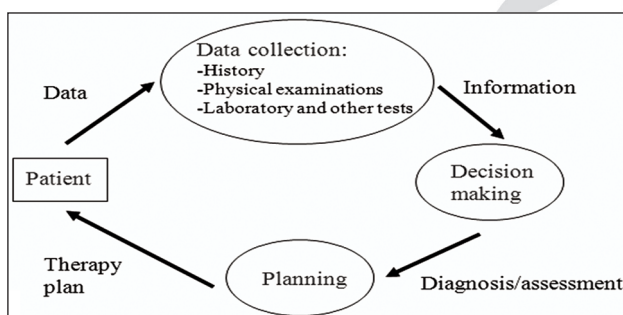 Data collection:
-History
-Physical examinations
-Laboratory and other tests
Data
Information
Patient
Decision
making
Therapy
plan
Planning
Diagnosis/assessment